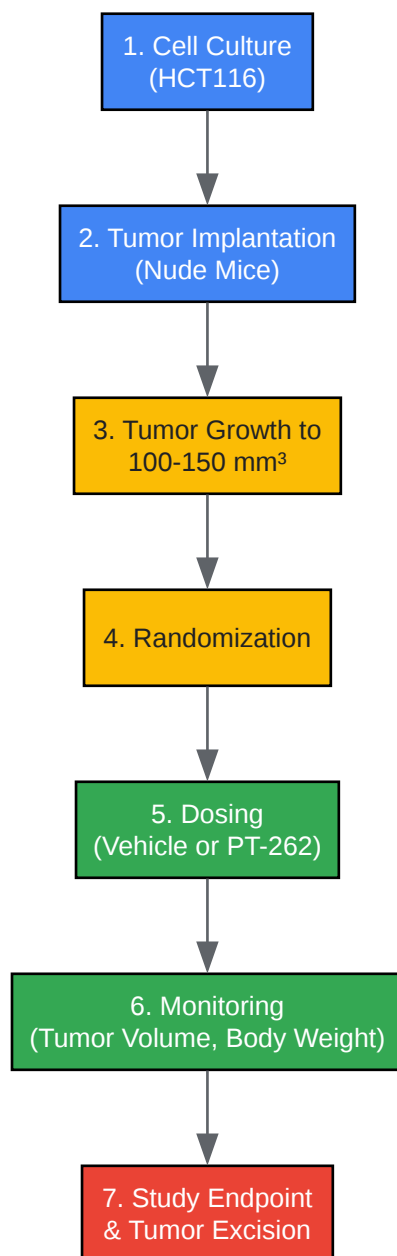 1. Cell Culture
(HCT116)
2. Tumor Implantation
(Nude Mice)
3. Tumor Growth to
100-150 mm³
4. Randomization
5. Dosing
(Vehicle or PT-262)
6. Monitoring
(Tumor Volume, Body Weight)
7. Study Endpoint
& Tumor Excision